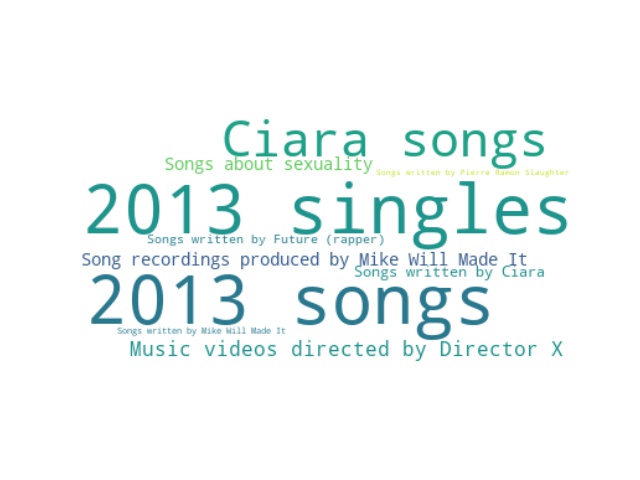 Ciara songs
Songs about sexuality
Songs written by Pierre Ramon Slaughter
2013 singles
Songs written by Future (rapper)
Song recordings produced by Mike Will Made It
Songs written by Ciara
2013 songs
Songs written by Mike Will Made It
Music videos directed by Director X